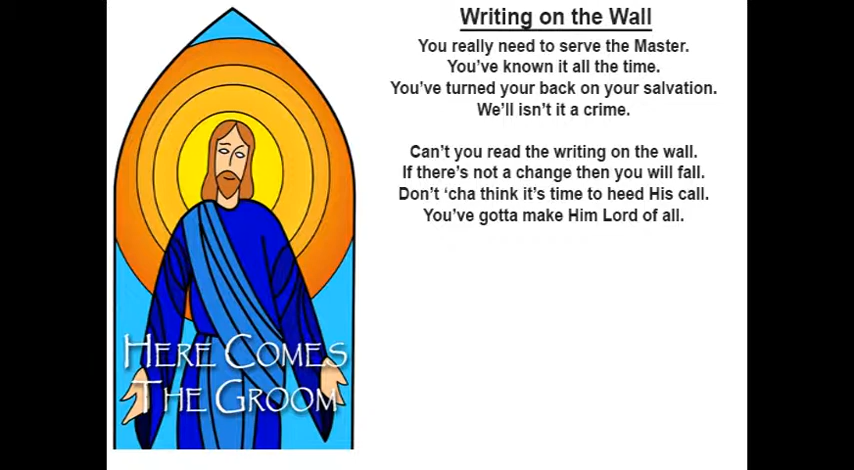 Writing on the Wall
You really need to serve the Master.
You've known it all the time.
You've turned your back on your salvation.
We'll isn't it a crime.
Can't you read the writing on the wall.
If there's not a change then you will fall.
Don't 'cha think it's time to heed His call.
You've gotta make Him Lord of all.
HERE COMES
THE GROOM